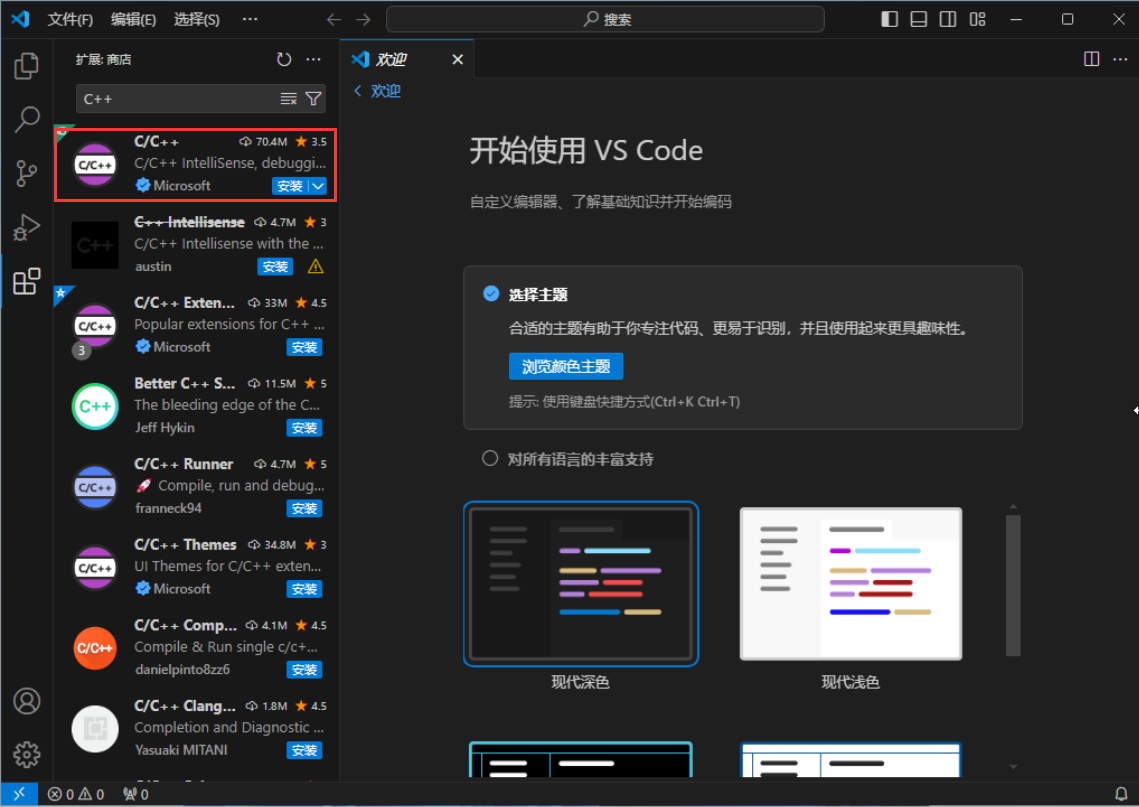 文件(F) 编辑(E) 选择(S) ··· 搜索
扩展: 商店
欢迎
C++
欢迎
C/C++ 70.4M 3.5
C/C++ IntelliSense, debuggi...
Microsoft 安装
C++ Intellisense 4.7M 3
C/C++ Intellisense with the ...
austin 安装
C/C++ Exten... 33M 4.5
Popular extensions for C++ ...
Microsoft 安装
3
Better C++ S... 11.5M 5
The bleeding edge of the C...
Jeff Hykin 安装
C/C++ Runner 4.7M 5
🚀 Compile, run and debug...
franneck94 安装
C/C++ Themes 34.8M 3
UI Themes for C/C++ exten...
Microsoft 安装
C/C++ Comp... 4.1M 4.5
Compile & Run single c/c+...
danielpinto8zz6 安装
C/C++ Clang... 1.8M 4.5
Completion and Diagnostic ...
Yasuaki MITANI 安装
C/C++
C++
C/C++
C++
C/C++
C/C++
C/C++
开始使用 VS Code
自定义编辑器、了解基础知识并开始编码
选择主题
合适的主题有助于你专注代码、更易于识别，并且使用起来更具趣味性。
浏览颜色主题
提示: 使用键盘快捷方式(Ctrl+K Ctrl+T)
对所有语言的丰富支持
现代深色
现代浅色
0 0 0